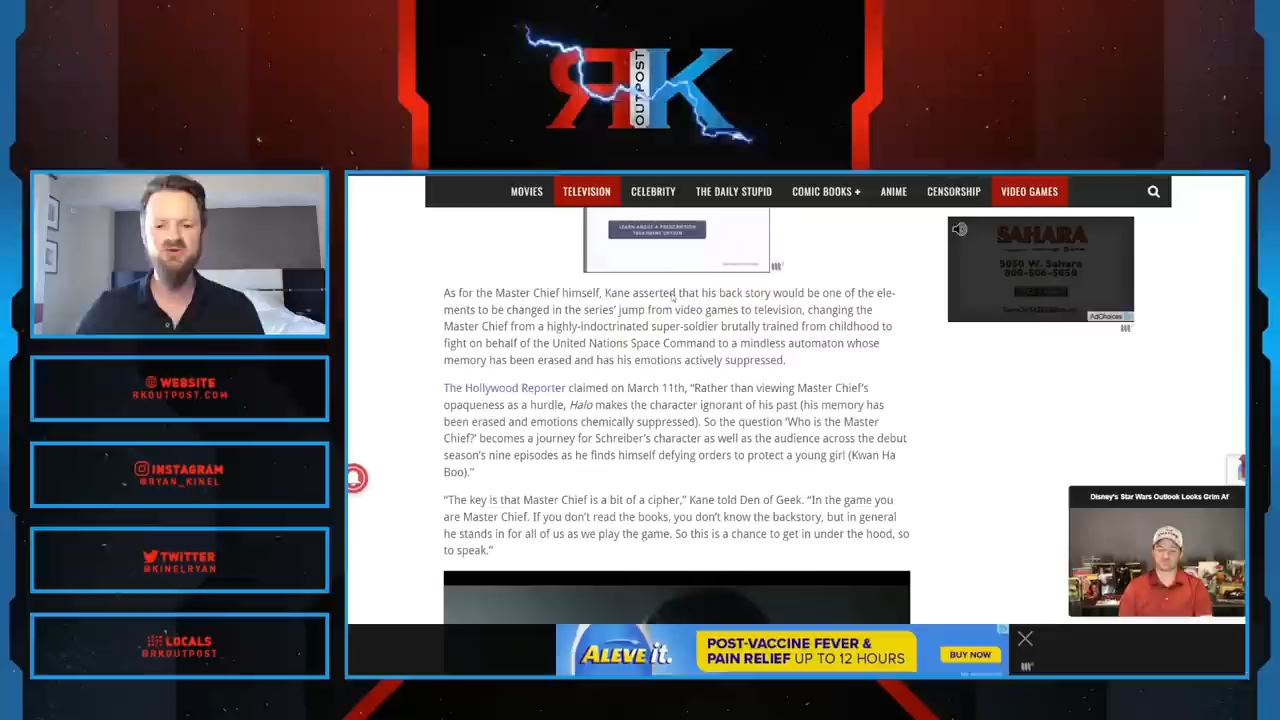 ЯK
OUTPOST
MOVIES
TELEVISION
CELEBRITY
THE DAILY STUPID
COMIC BOOKS +
ANIME
CENSORSHIP
VIDEO GAMES
LEARN ABOUT A PRESCRIPTION
TREATMENT OPTION
SAHARA
5050 W. Sahara
800-506-5050
AdChoices
As for the Master Chief himself, Kane asserted that his back story would be one of the ele-
ments to be changed in the series’ jump from video games to television, changing the
Master Chief from a highly-indoctrinated super-soldier brutally trained from childhood to
fight on behalf of the United Nations Space Command to a mindless automaton whose
memory has been erased and has his emotions actively suppressed.
The Hollywood Reporter claimed on March 11th, “Rather than viewing Master Chief’s
opaqueness as a hurdle, Halo makes the character ignorant of his past (his memory has
been erased and emotions chemically suppressed). So the question ‘Who is the Master
Chief?’ becomes a journey for Schreiber’s character as well as the audience across the debut
season’s nine episodes as he finds himself defying orders to protect a young girl (Kwan Ha
Boo).”
“The key is that Master Chief is a bit of a cipher,” Kane told Den of Geek. “In the game you
are Master Chief. If you don’t read the books, you don’t know the backstory, but in general
he stands in for all of us as we play the game. So this is a chance to get in under the hood, so
to speak.”
WEBSITE
RKOUTPOST.COM
INSTAGRAM
@RYAN_KINEL
TWITTER
@KINELRYAN
LOCALS
@RKOUTPOST
Disney's Star Wars Outlook Looks Grim Af
ALEVE it.
POST-VACCINE FEVER &
PAIN RELIEF UP TO 12 HOURS
BUY NOW